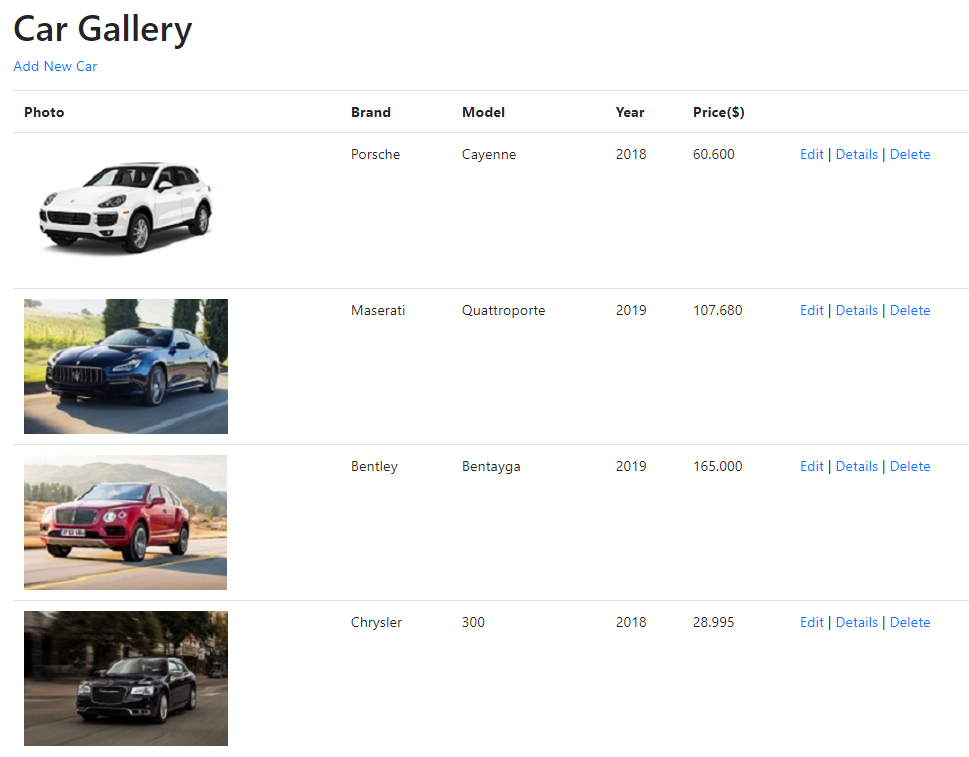 Car Gallery
Add New Car
Photo Brand Model Year Price($)
Porsche Cayenne 2018 60.600 Edit | Details | Delete
Maserati Quattroporte 2019 107.680 Edit | Details | Delete
Bentley Bentayga 2019 165.000 Edit | Details | Delete
Chrysler 300 2018 28.995 Edit | Details | Delete